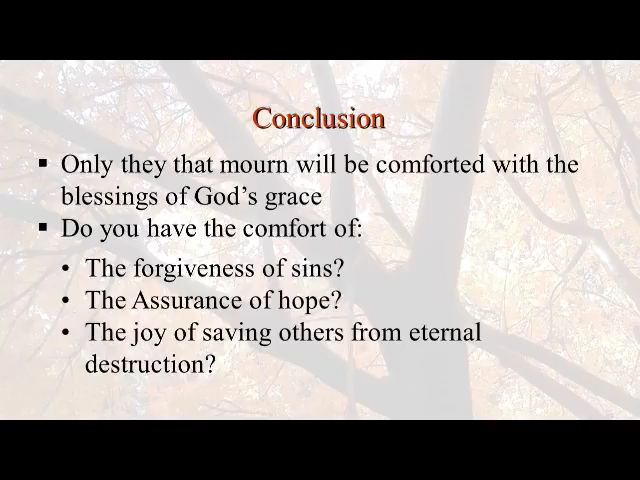 Conclusion
▪ Only they that mourn will be comforted with the
blessings of God’s grace
▪ Do you have the comfort of:
• The forgiveness of sins?
• The Assurance of hope?
• The joy of saving others from eternal
destruction?